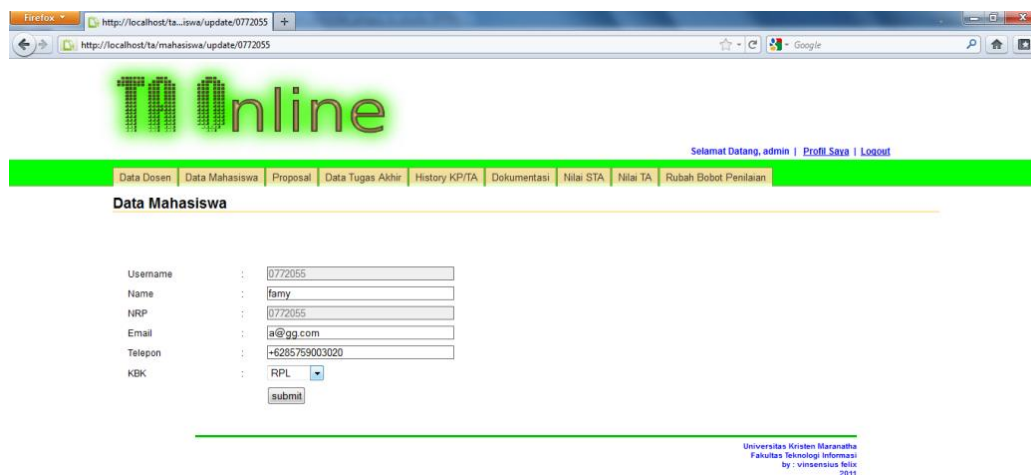 Firefox
http://localhost/ta...iswa/update/0772055
http://localhost/ta/mahasiswa/update/0772055
Google
TA Online
Selamat Datang, admin | Profil Saya | Logout
Data Dosen Data Mahasiswa Proposal Data Tugas Akhir History KP/TA Dokumentasi Nilai STA Nilai TA Rubah Bobot Penilaian
Data Mahasiswa
Username : 0772055
Name : famy
NRP : 0772055
Email : a@gg.com
Telepon : +6285759003020
KBK : RPL
submit
Universitas Kristen Maranatha
Fakultas Teknologi Informasi
by : vinsensius felix
2011